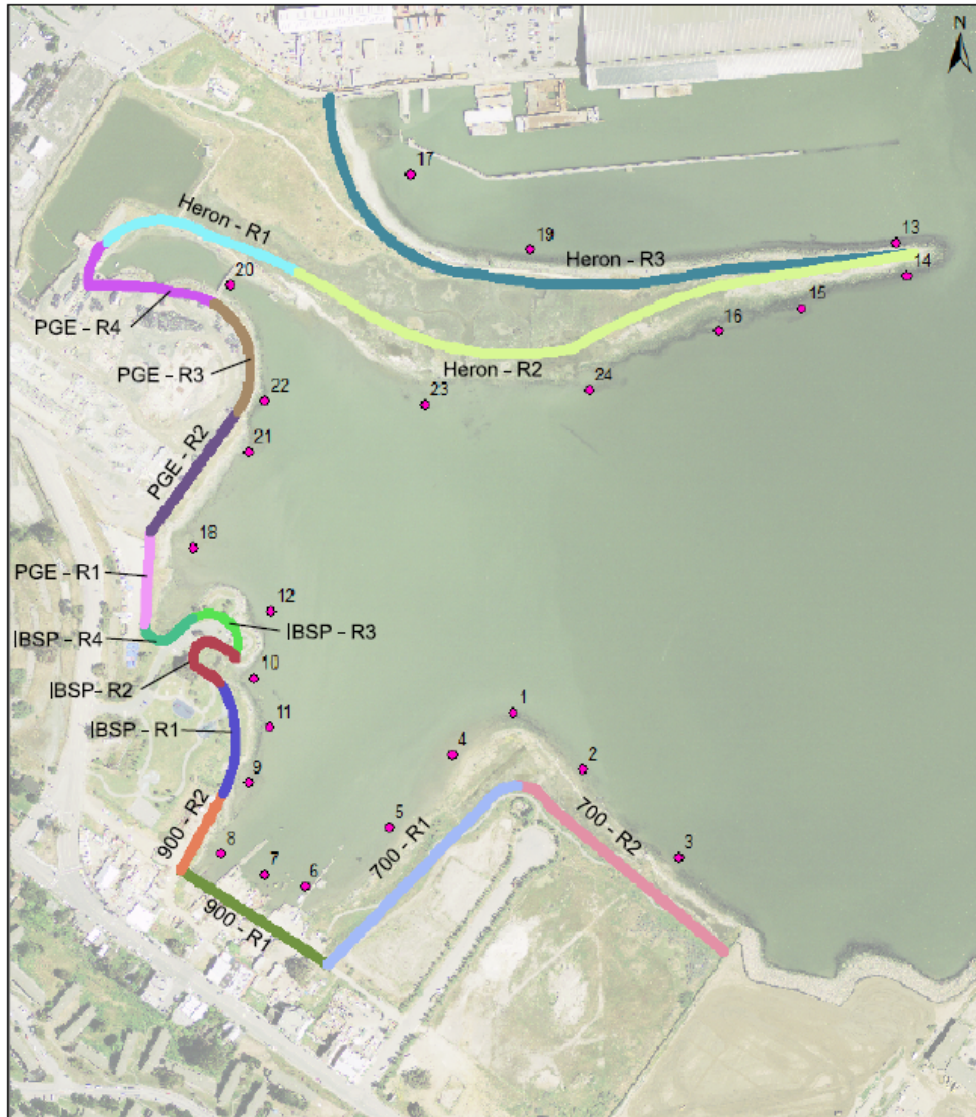 N
17
Heron - R1
13
19
Heron - R3
14
20
15
PGE - R4
16
PGE - R3
Heron - R2
24
22
23
PGE - R2
21
18
PGE - R1
12
IBSP - R3
IBSP - R4
10
IBSP - R2
1
11
IBSP - R1
4
2
9
5
700 - R1
700 - R2
900 - R2
8
3
7
6
900 - R1